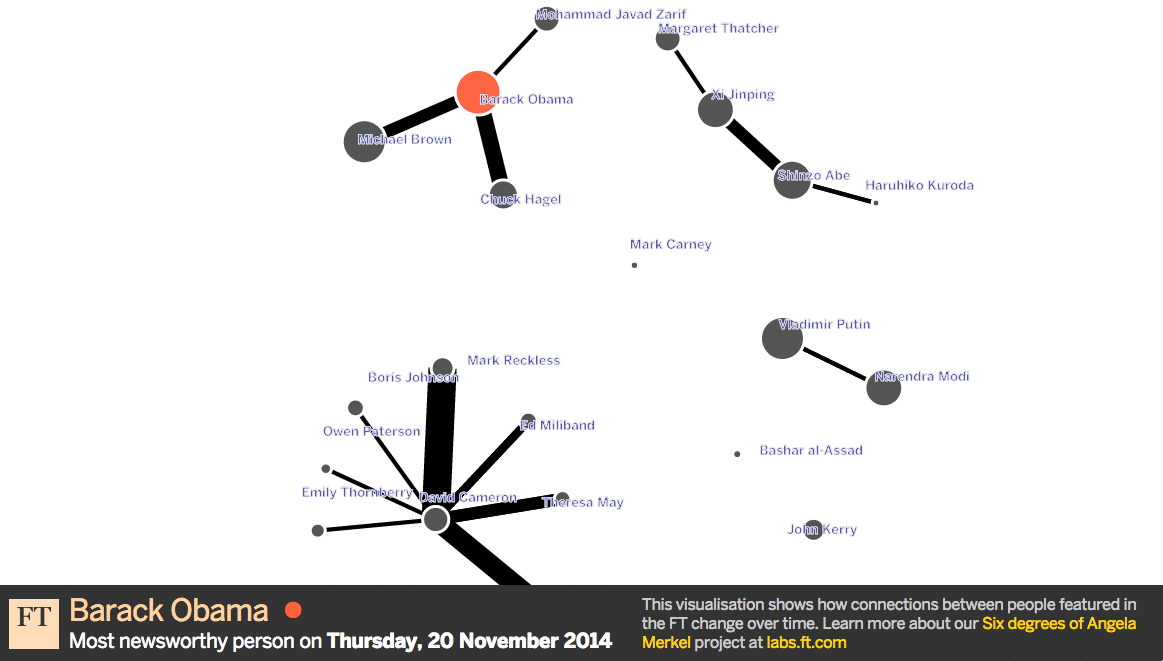 Mohammad Javad Zarif
Margaret Thatcher
Xi Jinping
Barack Obama
Michael Brown
Shinzo Abe
Haruhiko Kuroda
Chuck Hagel
Mark Carney
Vladimir Putin
Mark Reckless
Boris Johnson
Narendra Modi
Owen Paterson
Ed Miliband
Bashar al-Assad
Emily Thornberry
David Cameron
Theresa May
John Kerry
FT
Barack Obama
Most newsworthy person on Thursday, 20 November 2014
This visualisation shows how connections between people featured in
the FT change over time. Learn more about our Six degrees of Angela
Merkel project at labs.ft.com